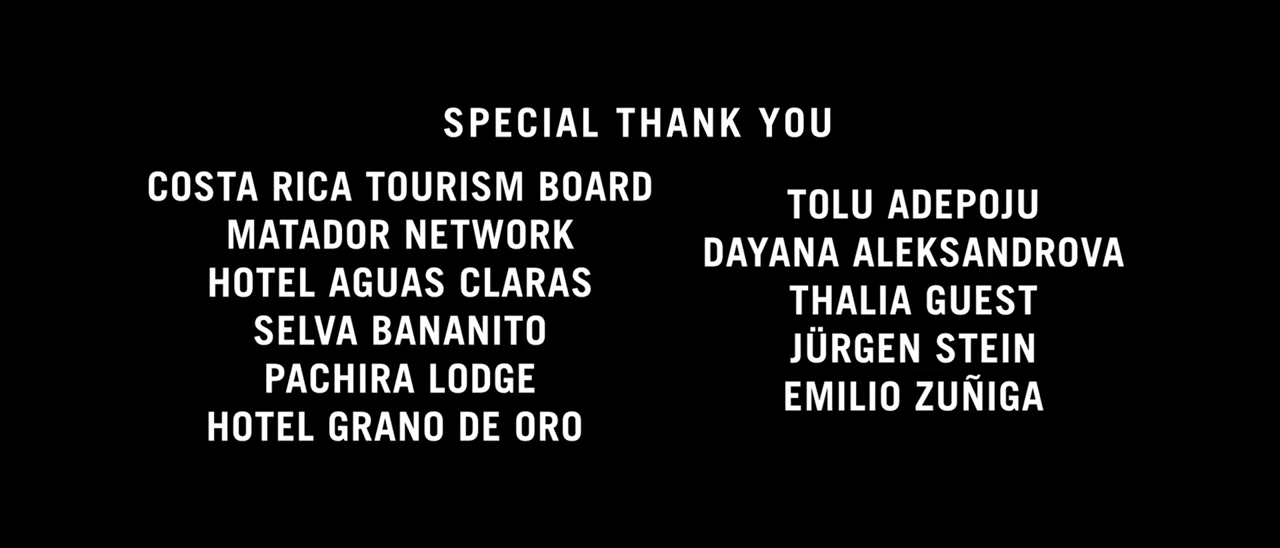 SPECIAL THANK YOU
COSTA RICA TOURISM BOARD
MATADOR NETWORK
HOTEL AGUAS CLARAS
SELVA BANANITO
PACHIRA LODGE
HOTEL GRANO DE ORO
TOLU ADEPOJU
DAYANA ALEKSANDROVA
THALIA GUEST
JÜRGEN STEIN
EMILIO ZUÑIGA